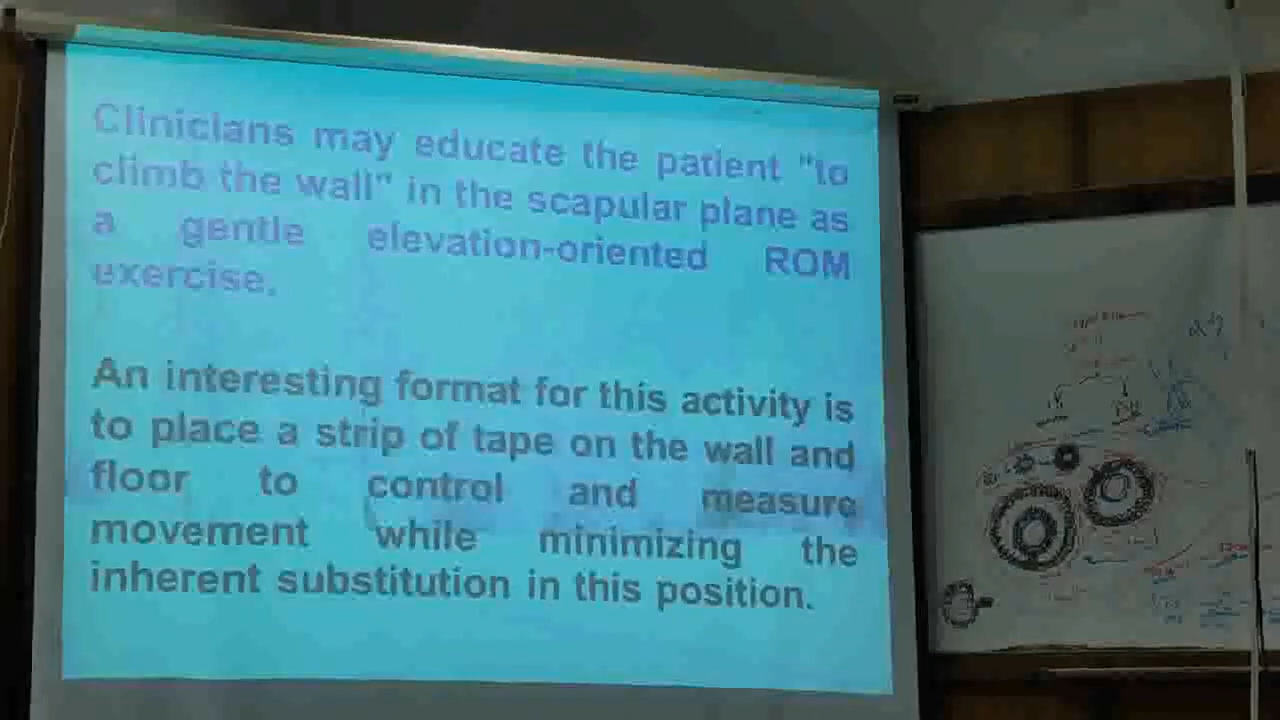 Clinicians may educate the patient "to
climb the wall" in the scapular plane as
a gentle elevation-oriented ROM
exercise.
An interesting format for this activity is
to place a strip of tape on the wall and
floor to control and measure
movement while minimizing the
inherent substitution in this position.